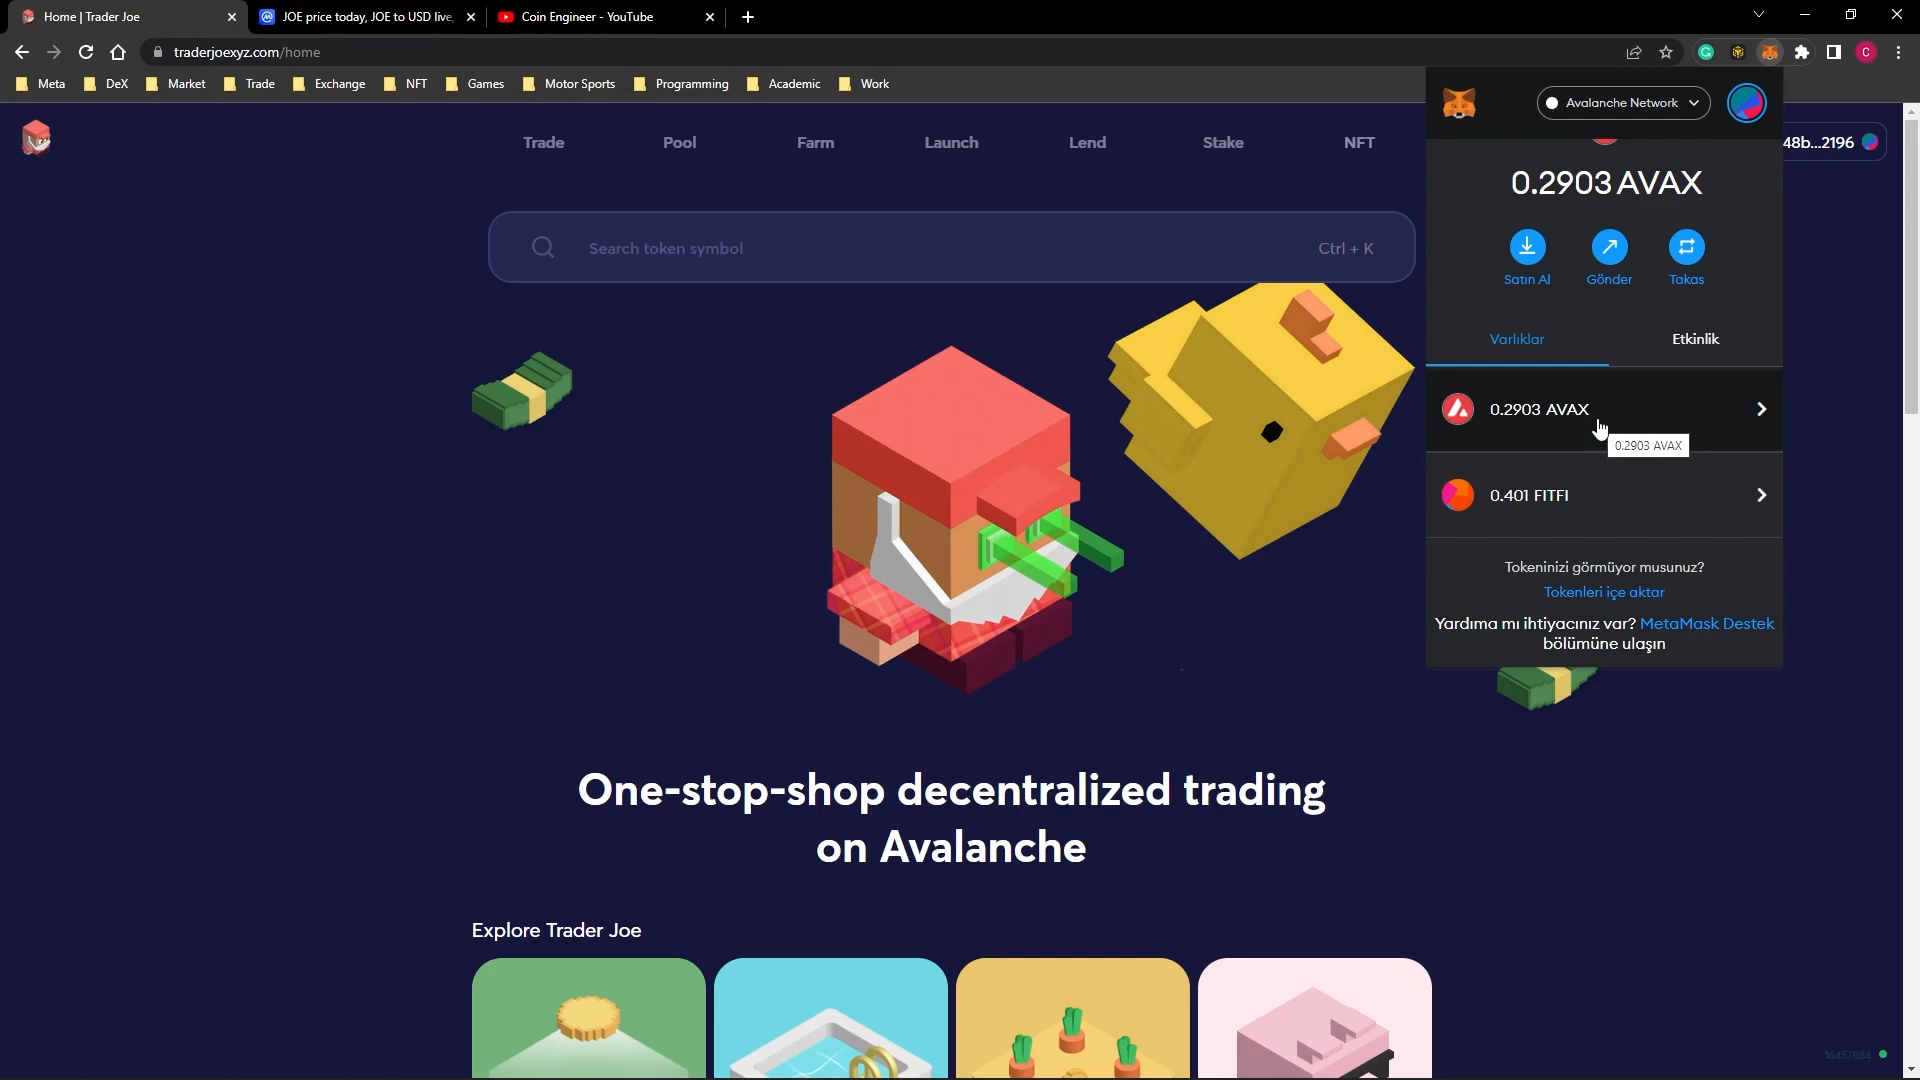 Home | Trader Joe
JOE price today, JOE to USD live,
Coin Engineer - YouTube
traderjoexyz.com/home
Meta
DeX
Market
Trade
Exchange
NFT
Games
Motor Sports
Programming
Academic
Work
Trade
Pool
Farm
Launch
Lend
Stake
NFT
48b...2196
Search token symbol
Ctrl + K
Avalanche Network
0.2903 AVAX
Satın Al
Gönder
Takas
Varlıklar
Etkinlik
0.2903 AVAX
0.2903 AVAX
0.401 FITFI
Tokeninizi görmüyor musunuz?
Tokenleri içe aktar
Yardıma mı ihtiyacınız var? MetaMask Destek
bölümüne ulaşın
One-stop-shop decentralized trading
on Avalanche
Explore Trader Joe
16457884